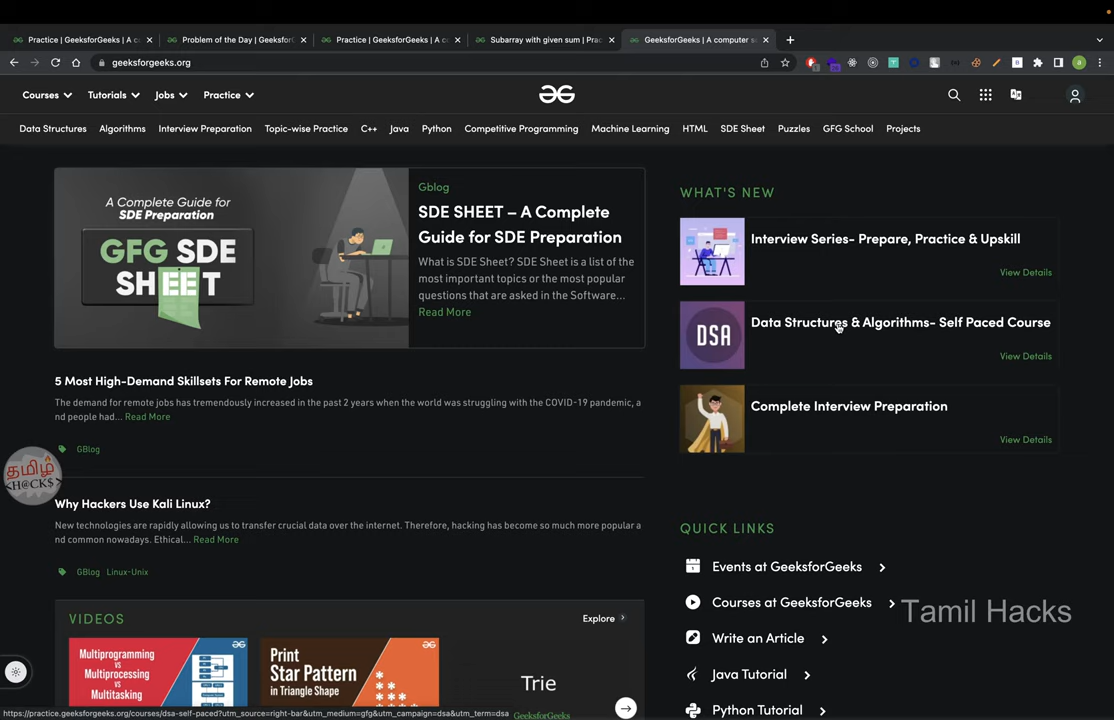 Practice | GeeksforGeeks | A c
Problem of the Day | GeeksforG
Practice | GeeksforGeeks | A c
Subarray with given sum | Prac
GeeksforGeeks | A computer s
geeksforgeeks.org
Courses
Tutorials
Jobs
Practice
Data Structures
Algorithms
Interview Preparation
Topic-wise Practice
C++
Java
Python
Competitive Programming
Machine Learning
HTML
SDE Sheet
Puzzles
GFG School
Projects
A Complete Guide for
SDE Preparation
GFG SDE
SHEET
Gblog
SDE SHEET – A Complete
Guide for SDE Preparation
What is SDE Sheet? SDE Sheet is a list of the
most important topics or the most popular
questions that are asked in the Software...
Read More
5 Most High-Demand Skillsets For Remote Jobs
The demand for remote jobs has tremendously increased in the past 2 years when the world was struggling with the COVID-19 pandemic, a
nd people had... Read More
GBlog
தமிழ்
<H@CK$>
Why Hackers Use Kali Linux?
New technologies are rapidly allowing us to transfer crucial data over the internet. Therefore, hacking has become so much more popular a
nd common nowadays. Ethical... Read More
GBlog Linux-Unix
VIDEOS
Explore
Multiprogramming
vs
Multiprocessing
vs
Multitasking
Print
Star Pattern
in Triangle Shape
Trie
GeeksforGeeks
WHAT'S NEW
Interview Series- Prepare, Practice & Upskill
View Details
DSA
Data Structures & Algorithms- Self Paced Course
View Details
Complete Interview Preparation
View Details
QUICK LINKS
Events at GeeksforGeeks
Courses at GeeksforGeeks
Write an Article
Java Tutorial
Python Tutorial
Tamil Hacks
https://practice.geeksforgeeks.org/courses/dsa-self-paced?utm_source=right-bar&utm_medium=gfg&utm_campaign=dsa&utm_term=dsa